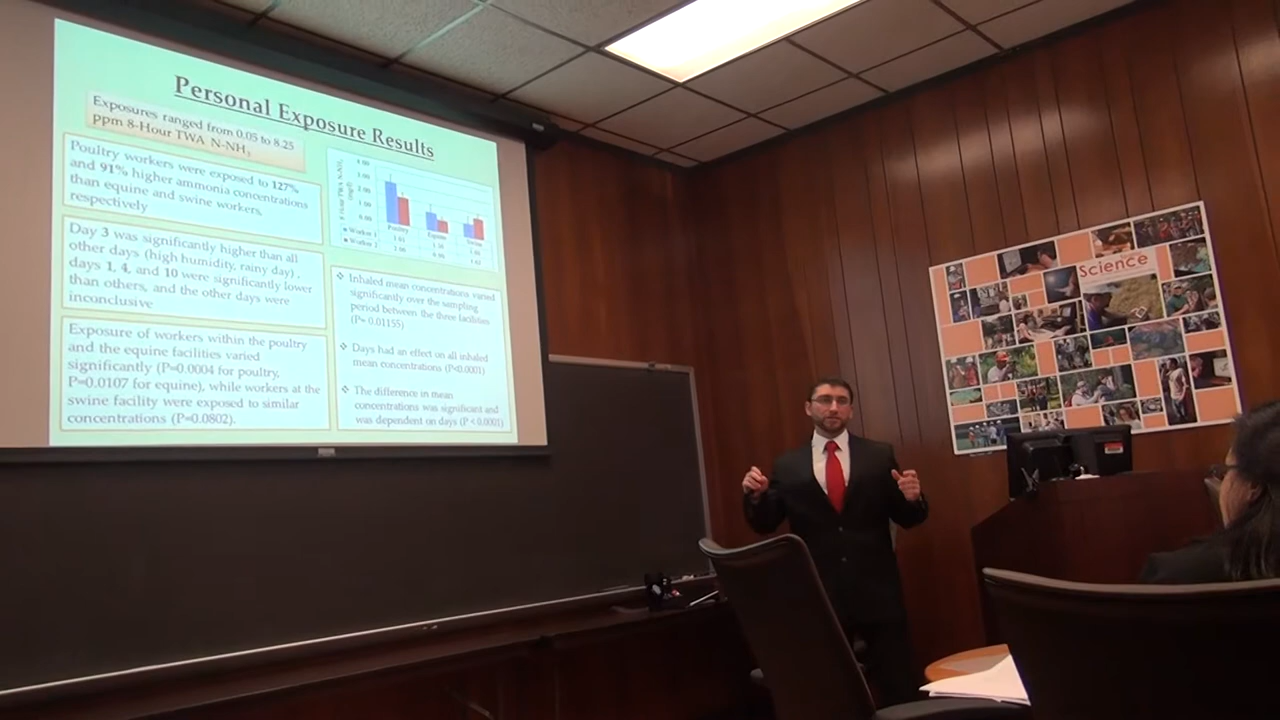 Personal Exposure Results
Exposures ranged from 0.05 to 8.25
Ppm 8-Hour TWA N-NH3
Poultry workers were exposed to 127%
and 91% higher ammonia concentrations
than equine and swine workers,
respectively
Day 3 was significantly higher than all
other days (high humidity, rainy day) ,
days 1, 4, and 10 were significantly lower
than others, and the other days were
inconclusive
Exposure of workers within the poultry
and the equine facilities varied
significantly (P=0.0004 for poultry,
P=0.0107 for equine), while workers at the
swine facility were exposed to similar
concentrations (P=0.0802).
Poultry
Worker 1
Worker 2
❖ Inhaled mean concentrations varied
significantly over the sampling
period between the three facilities
(P= 0.01155)
❖ Days had an effect on all inhaled
mean concentrations (P<0.0001)
❖ The difference in mean
concentrations was significant and
was dependent on days (P < 0.0001)
Science